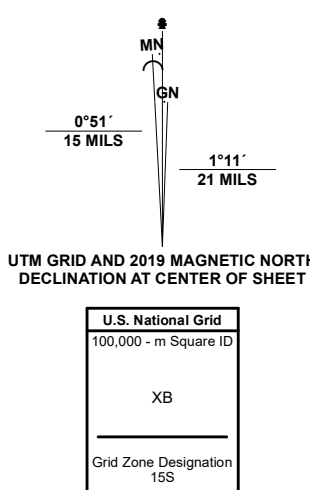 MN
GN
0°51´
15 MILS
1°11´
21 MILS
UTM GRID AND 2019 MAGNETIC NORTH
DECLINATION AT CENTER OF SHEET
U.S. National Grid
100,000 - m Square ID
XB
Grid Zone Designation
15S